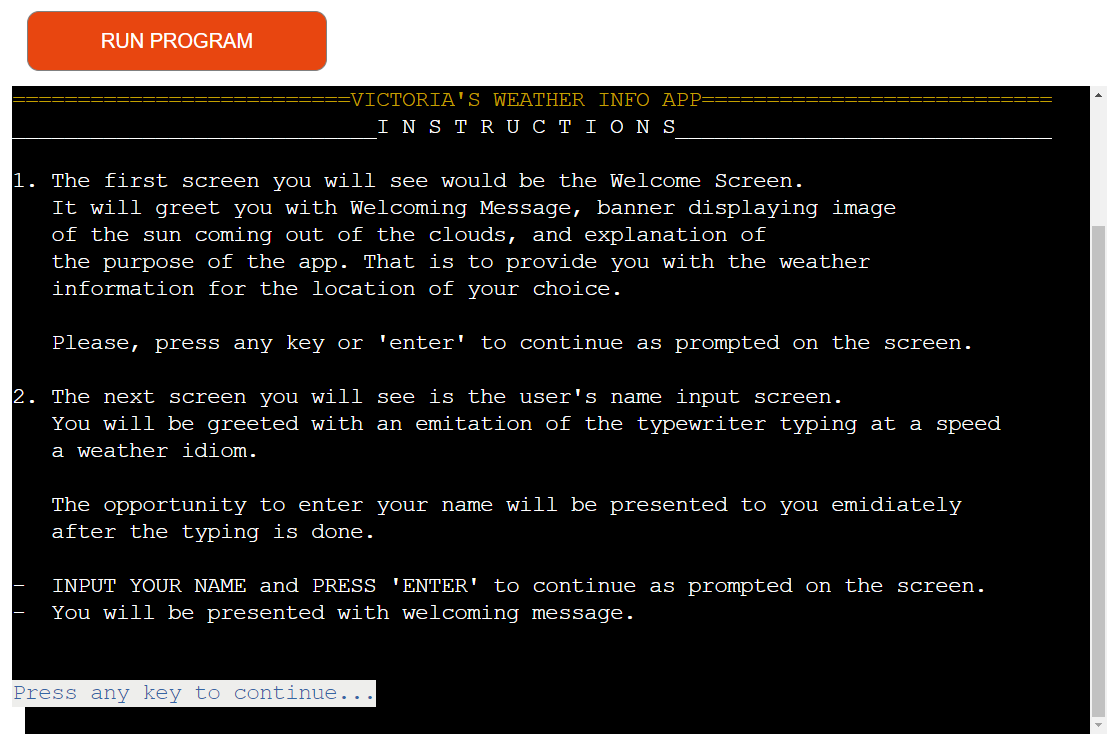 RUN PROGRAM
===========================VICTORIA'S WEATHER INFO APP===========================
____________________________I N S T R U C T I O N S_____________________________
1. The first screen you will see would be the Welcome Screen.
It will greet you with Welcoming Message, banner displaying image
of the sun coming out of the clouds, and explanation of
the purpose of the app. That is to provide you with the weather
information for the location of your choice.
Please, press any key or 'enter' to continue as prompted on the screen.
2. The next screen you will see is the user's name input screen.
You will be greeted with an emitation of the typewriter typing at a speed
a weather idiom.
The opportunity to enter your name will be presented to you emidiately
after the typing is done.
- INPUT YOUR NAME and PRESS 'ENTER' to continue as prompted on the screen.
- You will be presented with welcoming message.
Press any key to continue...